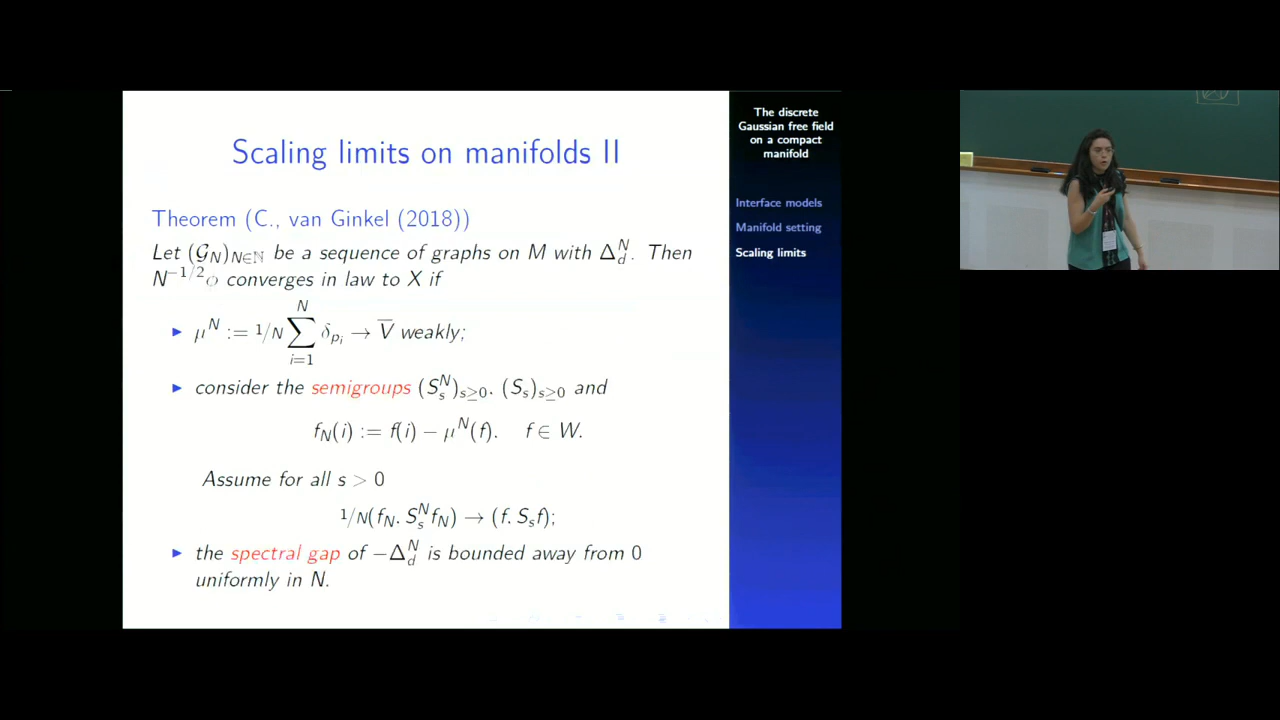 Scaling limits on manifolds II
Theorem (C., van Ginkel (2018))
Let (𝒢_N)_{N∈ℕ} be a sequence of graphs on M with Δ_d^N. Then
N^{-1/2}φ converges in law to X if
▶ μ^N := 1/N ∑_{i=1}^N δ_{p_i} → V̅ weakly;
▶ consider the semigroups (S_s^N)_{s≥0}, (S_s)_{s≥0} and
f_N(i) := f(i) − μ^N(f), f ∈ W.
Assume for all s > 0
1/N(f_N, S_s^N f_N) → (f, S_s f);
▶ the spectral gap of −Δ_d^N is bounded away from 0
uniformly in N.
The discrete
Gaussian free field
on a compact
manifold
Interface models
Manifold setting
Scaling limits